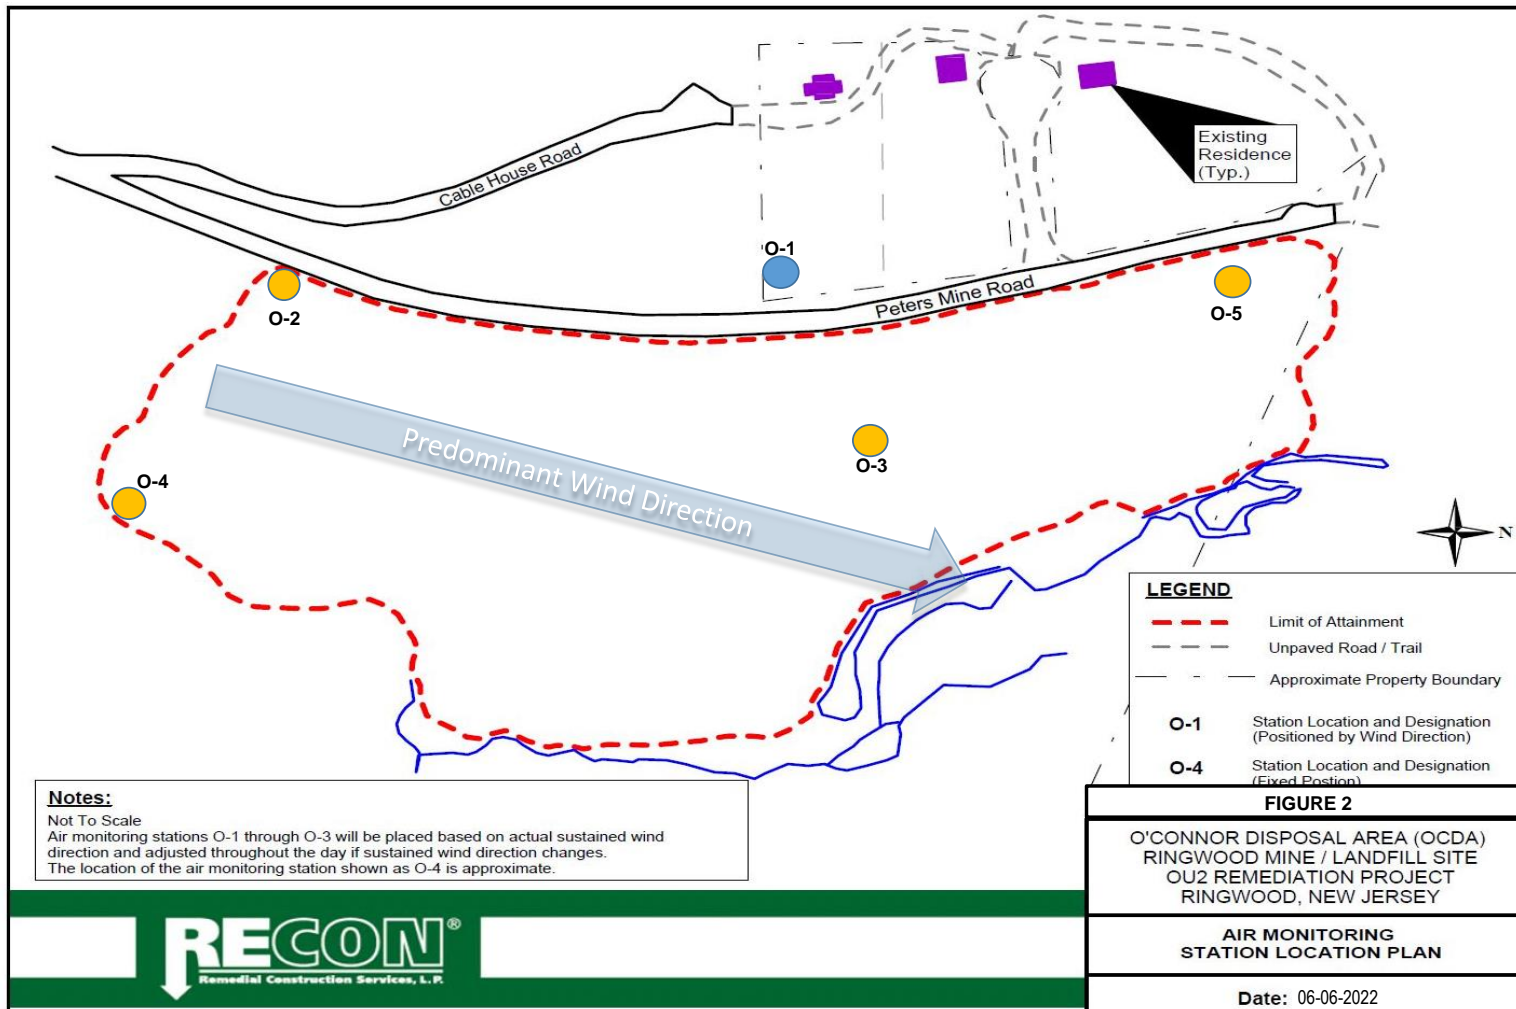 Cable House Road
Existing
Residence
(Typ.)
O-1
O-2
Peters Mine Road
O-5
Predominant Wind Direction
O-3
O-4
N
LEGEND
Limit of Attainment
Unpaved Road / Trail
Approximate Property Boundary
O-1 Station Location and Designation
(Positioned by Wind Direction)
O-4 Station Location and Designation
(Fixed Postion)
Notes:
Not To Scale
Air monitoring stations O-1 through O-3 will be placed based on actual sustained wind
direction and adjusted throughout the day if sustained wind direction changes.
The location of the air monitoring station shown as O-4 is approximate.
FIGURE 2
O'CONNOR DISPOSAL AREA (OCDA)
RINGWOOD MINE / LANDFILL SITE
OU2 REMEDIATION PROJECT
RINGWOOD, NEW JERSEY
AIR MONITORING
STATION LOCATION PLAN
Date: 06-06-2022
RECON®
Remedial Construction Services, L.P.